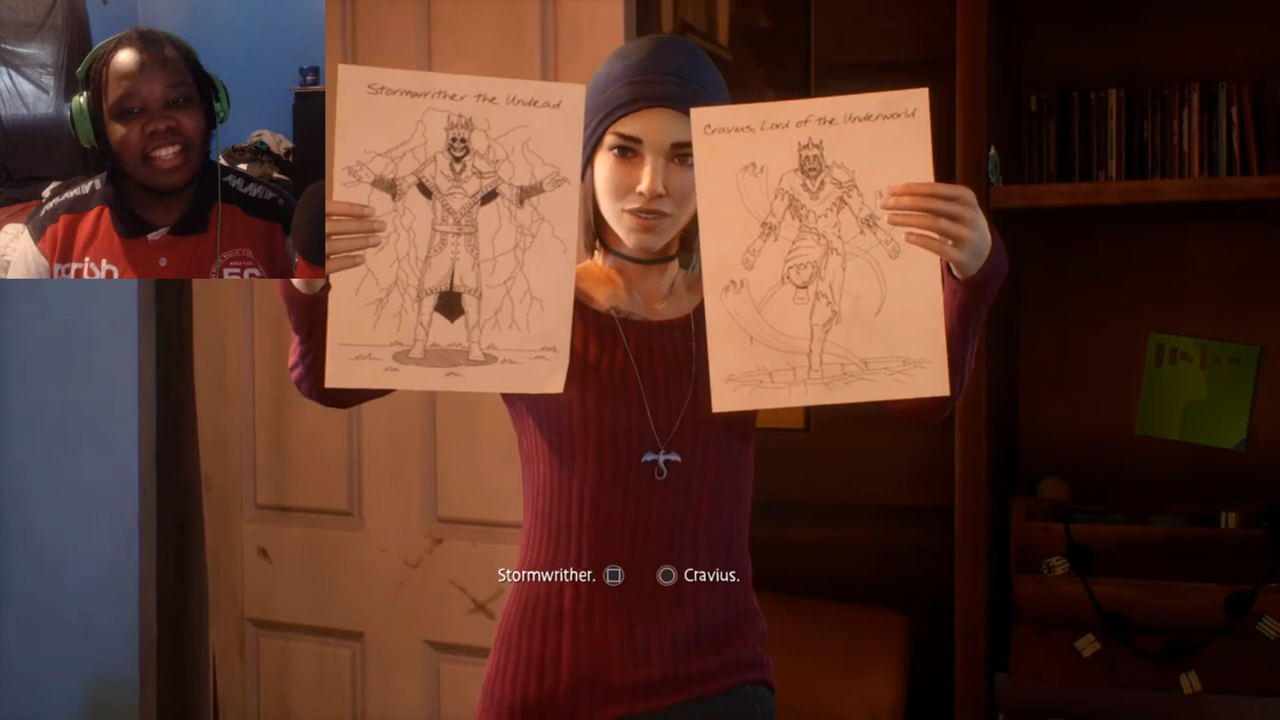 Stormwrither the Undead
Cravius, Lord of the Underworld
Stormwrither.
Cravius.